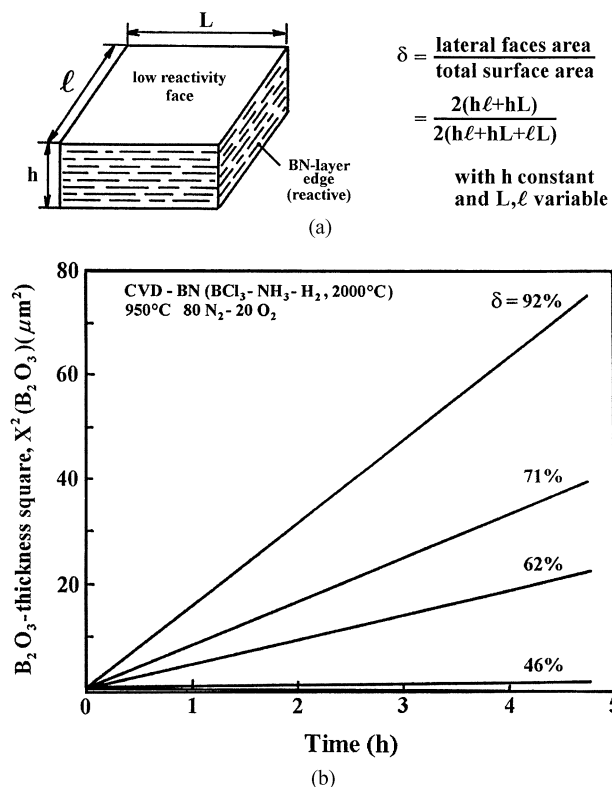 L
ℓ
h
low reactivity
face
BN-layer
edge
(reactive)
δ = lateral faces area / total surface area
= 2(hℓ+hL) / 2(hℓ+hL+ℓL)
with h constant
and L,ℓ variable
(a)
CVD - BN (BCl₃- NH₃- H₂ , 2000°C)
950°C 80 N₂- 20 O₂
δ = 92%
71%
62%
46%
B₂O₃-thickness square, X²(B₂O₃)(μm²)
80
60
40
20
0 1 2 3 4 5
Time (h)
(b)